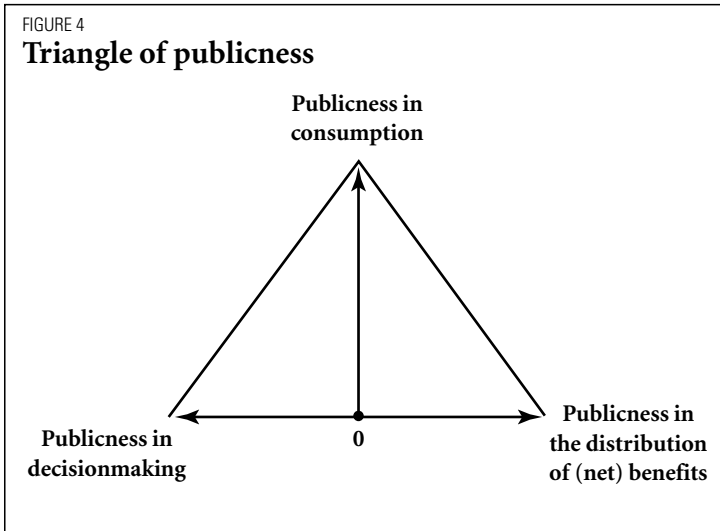 FIGURE 4
Triangle of publicness
Publicness in
consumption
Publicness in
decisionmaking
0
Publicness in
the distribution
of (net) benefits